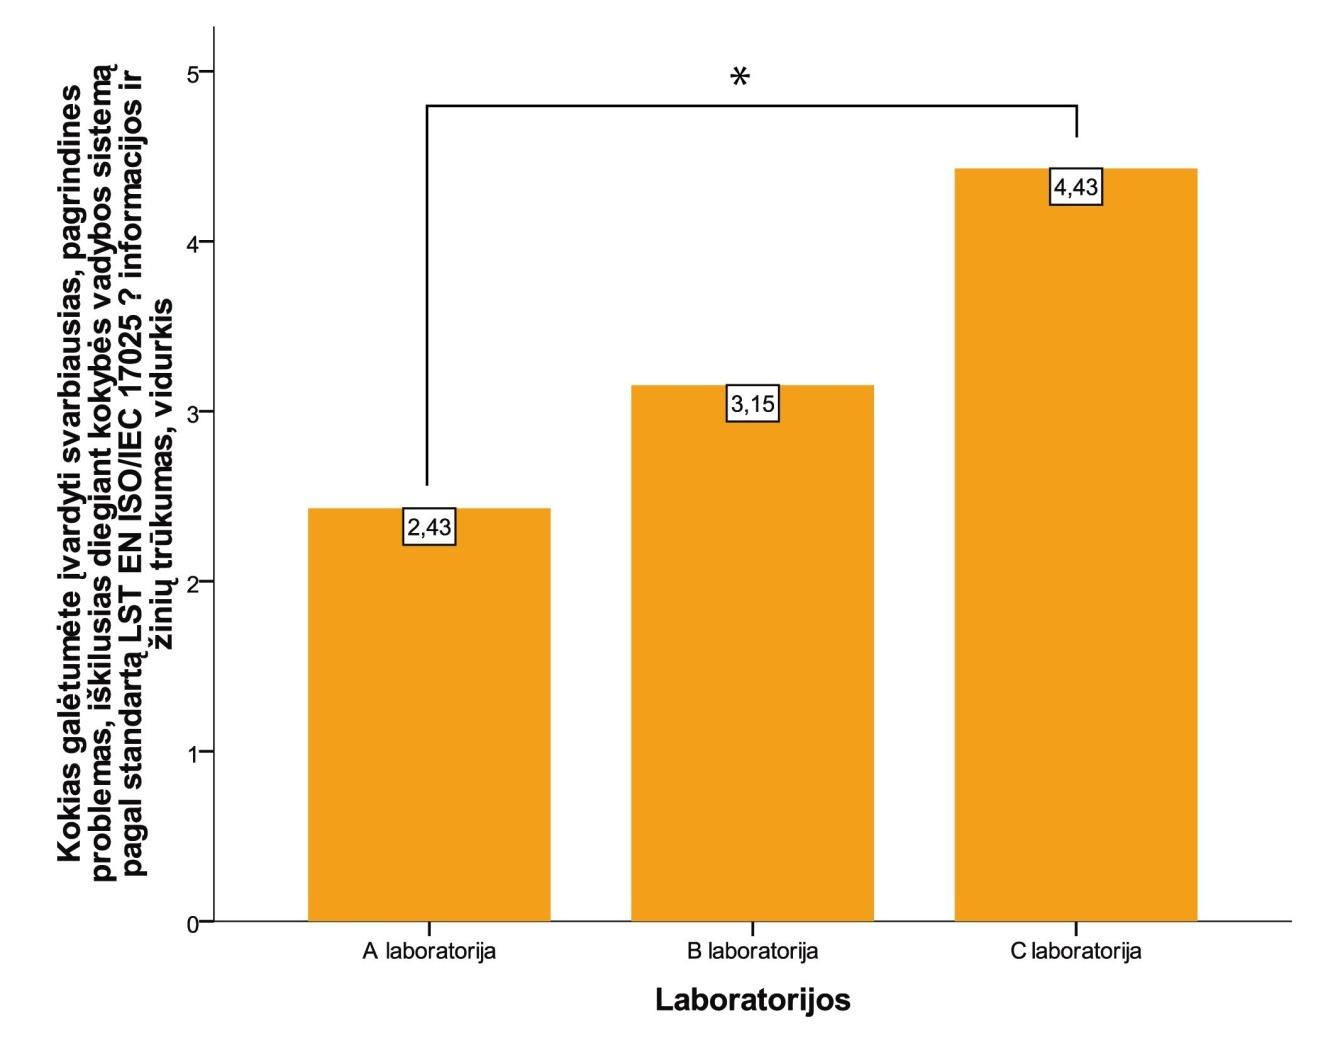 Kokias galėtumėte įvardyti svarbiausias, pagrindines
problemas, iškilusias diegiant kokybės vadybos sistemą
pagal standartą LST EN ISO/IEC 17025 ? informacijos ir
žinių trūkumas, vidurkis
5
4
3
2
1
0
*
2,43
3,15
4,43
A laboratorija
B laboratorija
C laboratorija
Laboratorijos